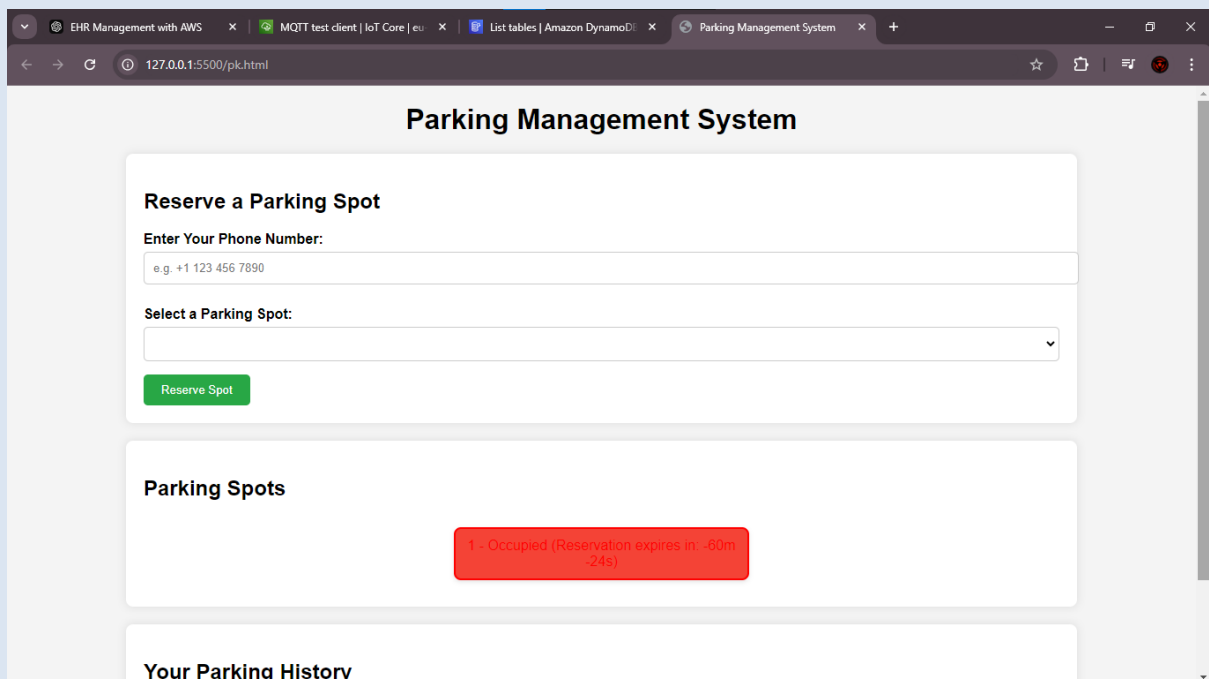 EHR Management with AWS
MQTT test client | IoT Core | eu-
List tables | Amazon DynamoDB
Parking Management System
127.0.0.1:5500/pk.html
Parking Management System
Reserve a Parking Spot
Enter Your Phone Number:
e.g. +1 123 456 7890
Select a Parking Spot:
Reserve Spot
Parking Spots
1 - Occupied (Reservation expires in: -60m
-24s)
Your Parking History